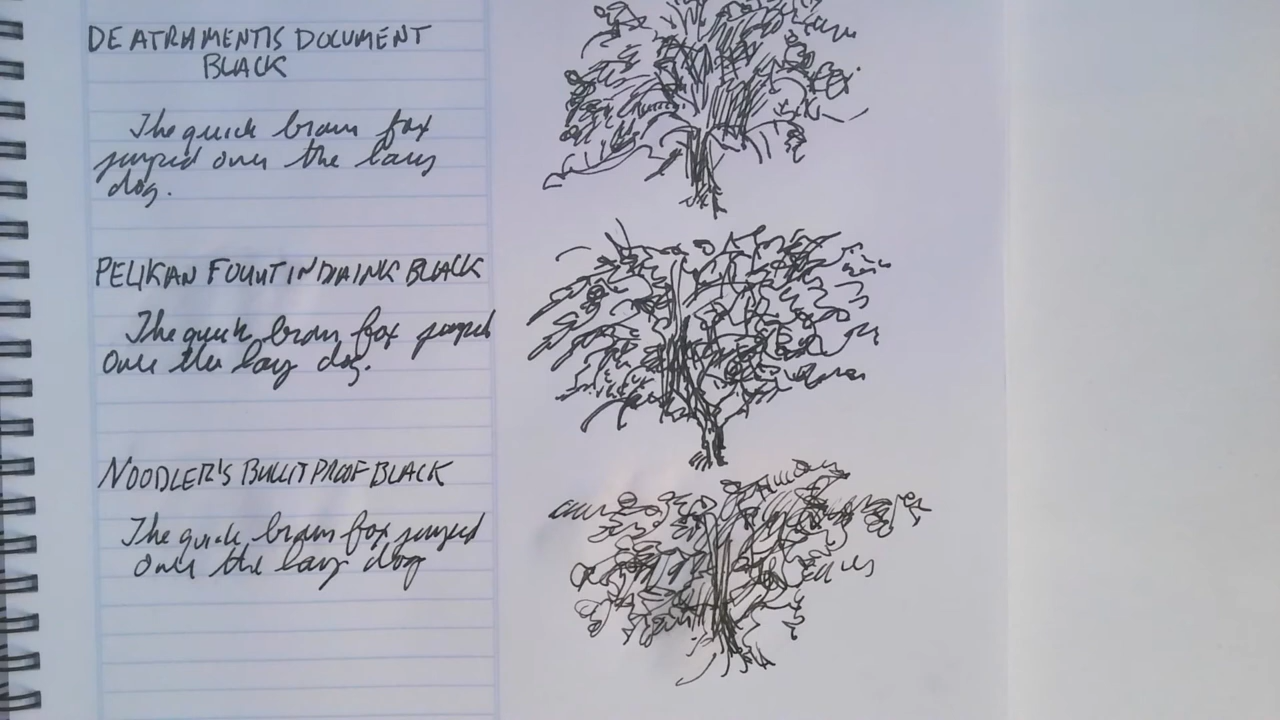 DE ATRAMENTIS DOCUMENT
BLACK
The quick brown fox
jumped over the lazy
dog.
PELIKAN FOUNT INDIA INK BLACK
The quick brown fox jumped
over the lazy dog.
NOODLER'S BULLITPROOF BLACK
The quick brown fox jumped
over the lazy dog